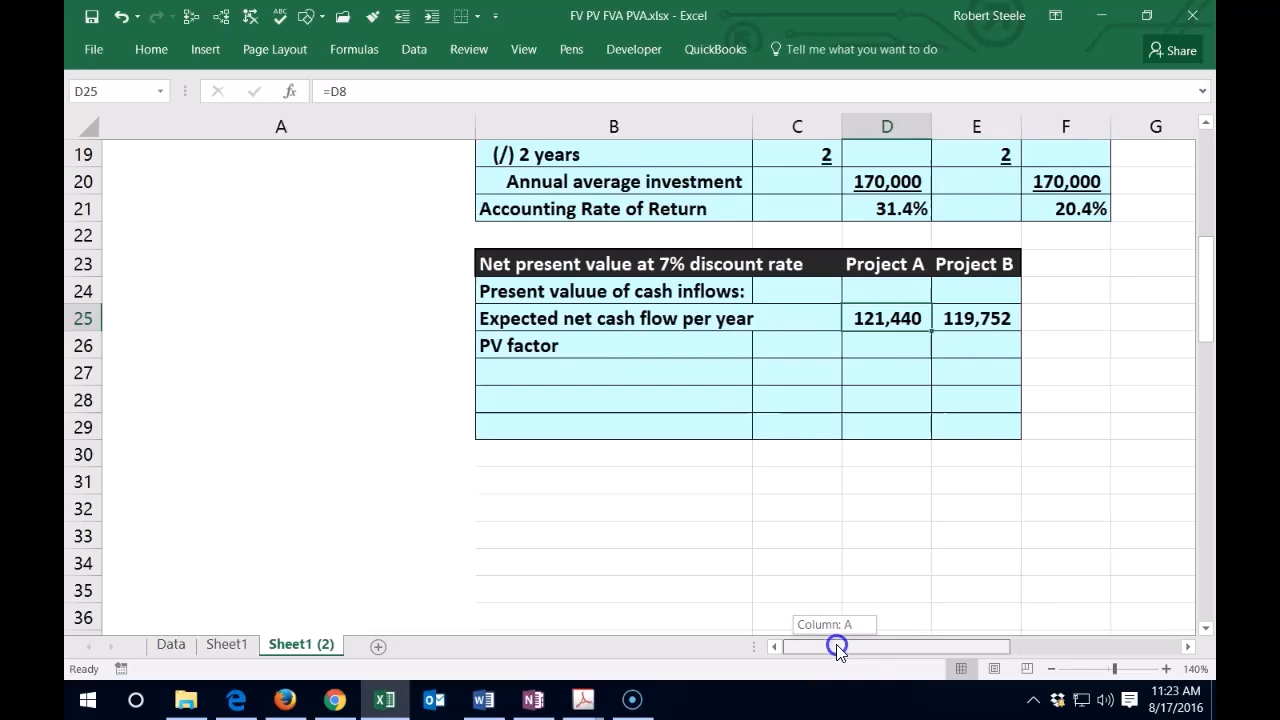 FV PV FVA PVA.xlsx - Excel
Robert Steele
File Home Insert Page Layout Formulas Data Review View Pens Developer QuickBooks Tell me what you want to do Share
D25 fx =D8
A B C D E F G
19 (/) 2 years 2 2
20 Annual average investment 170,000 170,000
21 Accounting Rate of Return 31.4% 20.4%
22
23 Net present value at 7% discount rate Project A Project B
24 Present valuue of cash inflows:
25 Expected net cash flow per year 121,440 119,752
26 PV factor
27
28
29
30
31
32
33
34
35
36
Column: A
Data Sheet1 Sheet1 (2)
Ready 140%
11:23 AM
8/17/2016